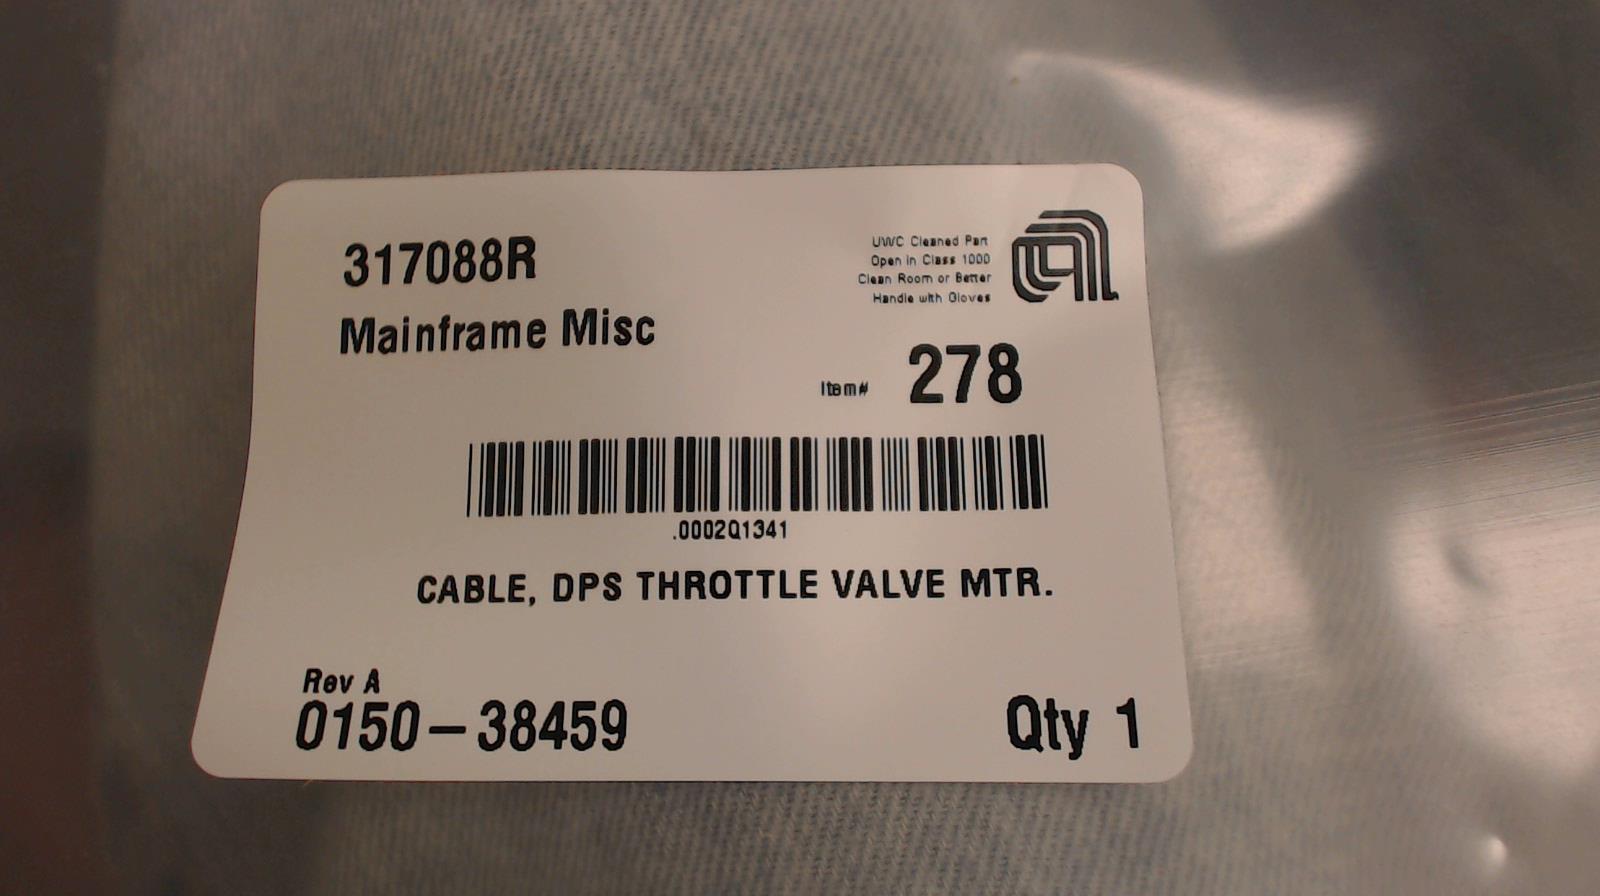 317088R
Mainframe Misc
UWC Cleaned Part
Open in Class 1000
Clean Room or Better
Handle with Gloves
Item# 278
.0002Q1341
CABLE, DPS THROTTLE VALVE MTR.
Rev A
0150-38459
Qty 1